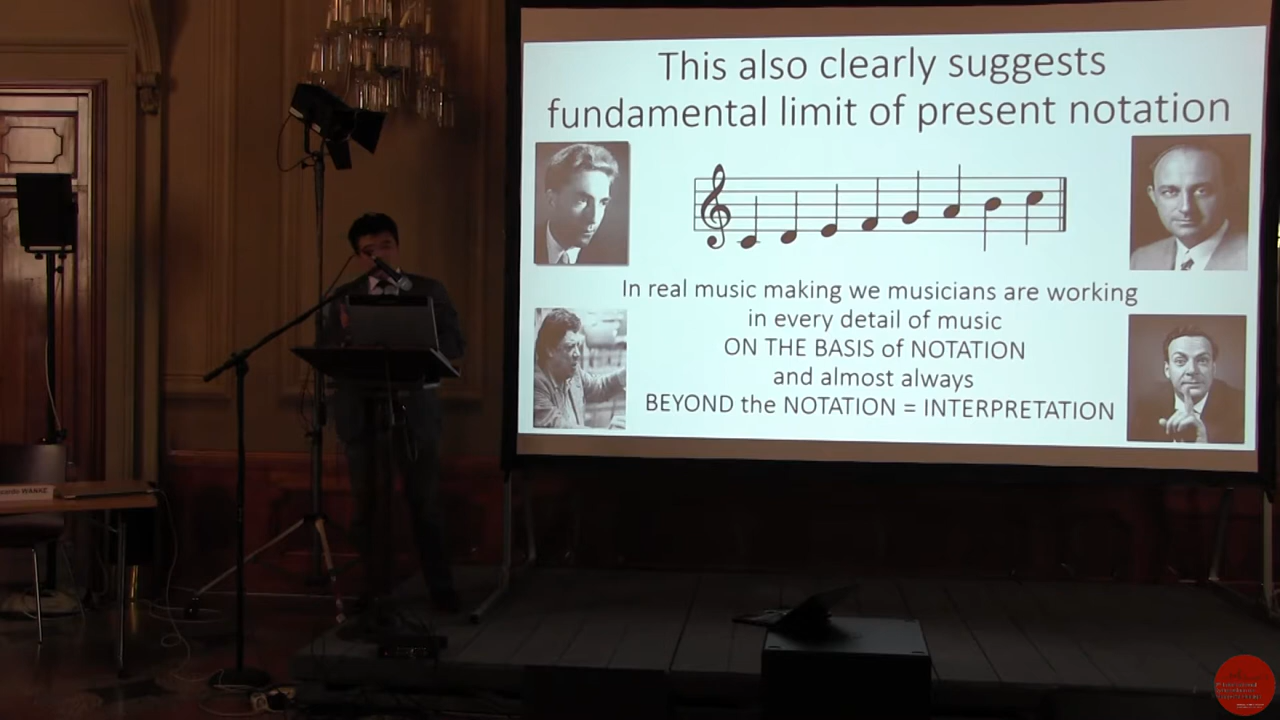 This also clearly suggests
fundamental limit of present notation
In real music making we musicians are working
in every detail of music
ON THE BASIS of NOTATION
and almost always
BEYOND the NOTATION = INTERPRETATION
WANKE